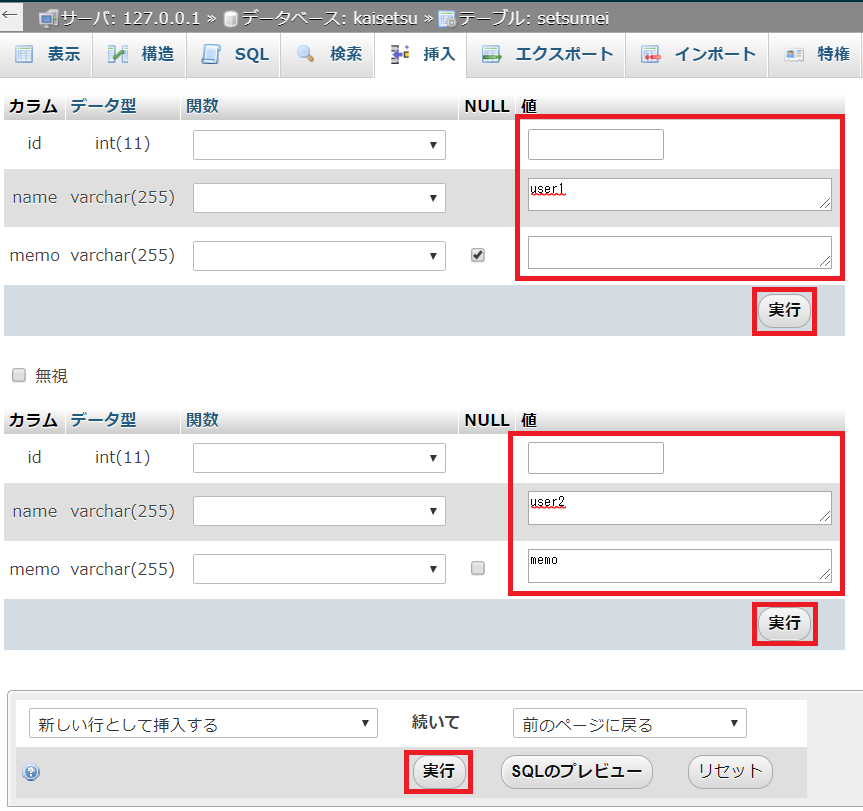 ← サーバ: 127.0.0.1 » データベース: kaisetsu » テーブル: setsumei
表示 構造 SQL 検索 挿入 エクスポート インポート 特権
カラム データ型 関数 NULL 値
id int(11)
name varchar(255) user1
memo varchar(255)
実行
無視
カラム データ型 関数 NULL 値
id int(11)
name varchar(255) user2
memo varchar(255) memo
実行
新しい行として挿入する 続いて 前のページに戻る
実行 SQLのプレビュー リセット